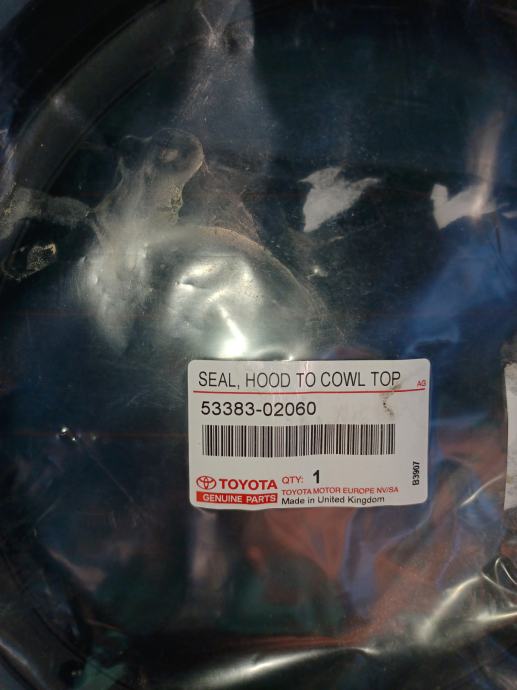 SEAL, HOOD TO COWL TOP
AG
53383-02060
TOYOTA
GENUINE PARTS
QTY: 1
TOYOTA MOTOR EUROPE NV/SA
Made in United Kingdom
B3907